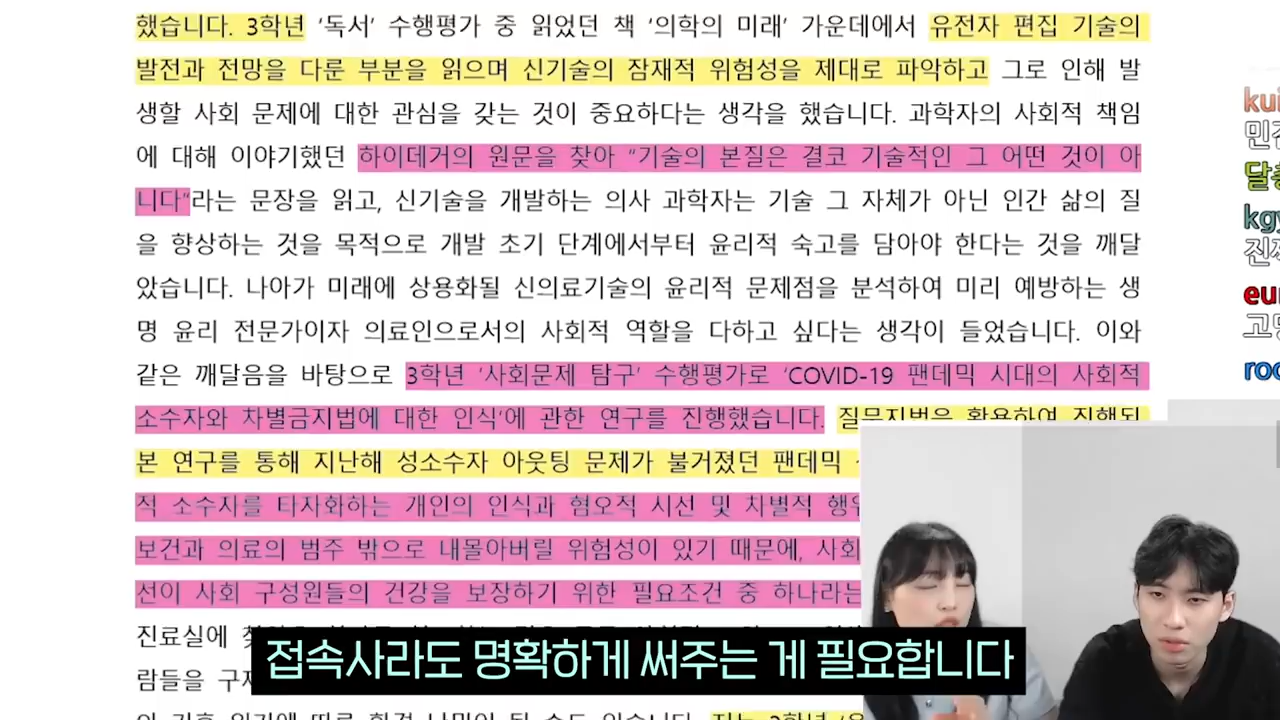 했습니다. 3학년 ‘독서’ 수행평가 중 읽었던 책 ‘의학의 미래’ 가운데에서 유전자 편집 기술의
발전과 전망을 다룬 부분을 읽으며 신기술의 잠재적 위험성을 제대로 파악하고 그로 인해 발
생할 사회 문제에 대한 관심을 갖는 것이 중요하다는 생각을 했습니다. 과학자의 사회적 책임
에 대해 이야기했던 하이데거의 원문을 찾아 “기술의 본질은 결코 기술적인 그 어떤 것이 아
니다”라는 문장을 읽고, 신기술을 개발하는 의사 과학자는 기술 그 자체가 아닌 인간 삶의 질
을 향상하는 것을 목적으로 개발 초기 단계에서부터 윤리적 숙고를 담아야 한다는 것을 깨달
았습니다. 나아가 미래에 상용화될 신의료기술의 윤리적 문제점을 분석하여 미리 예방하는 생
명 윤리 전문가이자 의료인으로서의 사회적 역할을 다하고 싶다는 생각이 들었습니다. 이와
같은 깨달음을 바탕으로 3학년 ‘사회문제 탐구’ 수행평가로 ‘COVID-19 팬데믹 시대의 사회적
소수자와 차별금지법에 대한 인식’에 관한 연구를 진행했습니다. 질문지법을 활용하여 진행된
본 연구를 통해 지난해 성소수자 아웃팅 문제가 불거졌던 팬데믹
적 소수자를 타자화하는 개인의 인식과 혐오적 시선 및 차별적 행위
보건과 의료의 범주 밖으로 내몰아버릴 위험성이 있기 때문에, 사회
선이 사회 구성원들의 건강을 보장하기 위한 필요조건 중 하나라는
진료실에
람들을
접속사라도 명확하게 써주는 게 필요합니다
kui
민
달
kgy
진
eu
고
roo